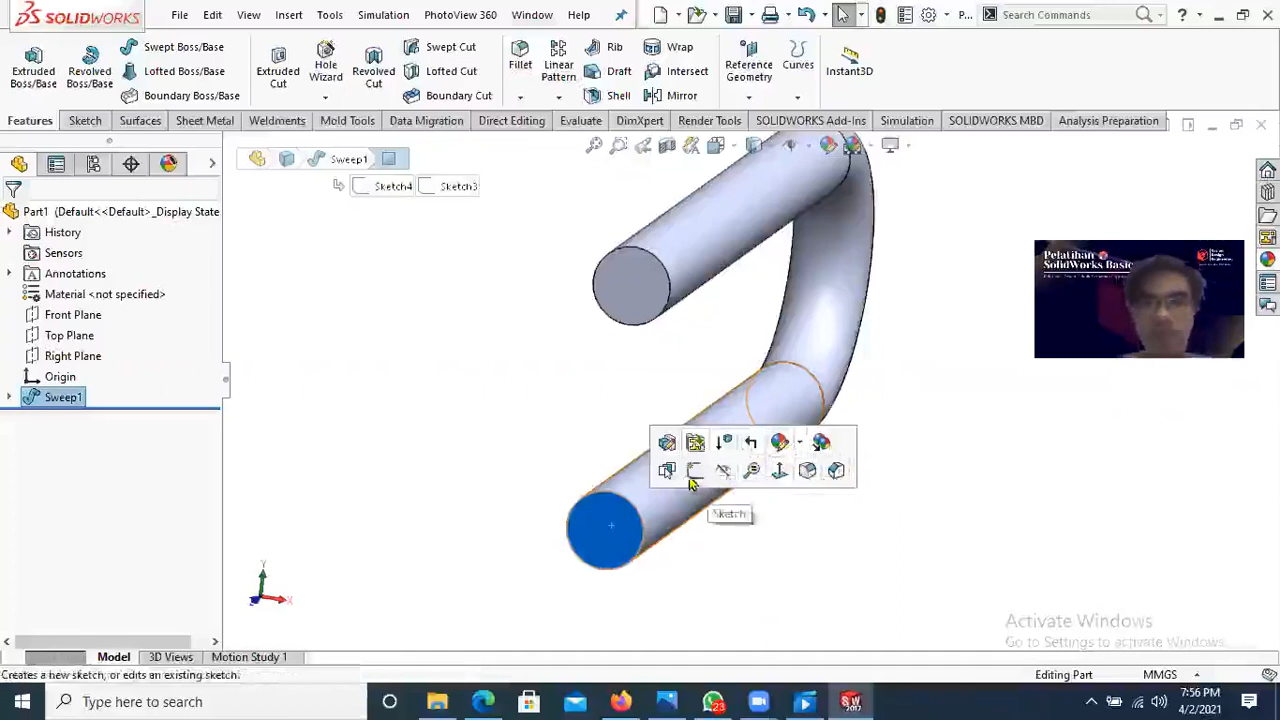 SOLIDWORKS File Edit View Insert Tools Simulation PhotoView 360 Window Help P... Search Commands
Extruded Boss/Base
Revolved Boss/Base
Swept Boss/Base
Lofted Boss/Base
Boundary Boss/Base
Extruded Cut
Hole Wizard
Revolved Cut
Swept Cut
Lofted Cut
Boundary Cut
Fillet
Linear Pattern
Rib
Draft
Shell
Wrap
Intersect
Mirror
Reference Geometry
Curves
Instant3D
Features Sketch Surfaces Sheet Metal Weldments Mold Tools Data Migration Direct Editing Evaluate DimXpert Render Tools SOLIDWORKS Add-Ins Simulation SOLIDWORKS MBD Analysis Preparation
Sweep1
Sketch4 Sketch3
Part1 (Default<<Default>_Display State
History
Sensors
Annotations
Material <not specified>
Front Plane
Top Plane
Right Plane
Origin
Sweep1
Pelatihan
SolidWorks Basic
Sketch
Y
X
Z
Activate Windows
Go to Settings to activate Windows.
Model 3D Views Motion Study 1
Creates a new sketch, or edits an existing sketch.
Editing Part MMGS
Type here to search
23
SW
2017
7:56 PM
4/2/2021